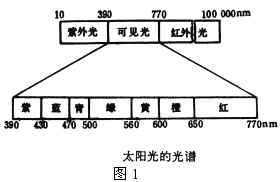 10 390 770 100 000nm
紫外光 可见光 红外光
紫 蓝 青 绿 黄 橙 红
390 430 470 500 560 600 650 770nm
太阳光的光谱
图1